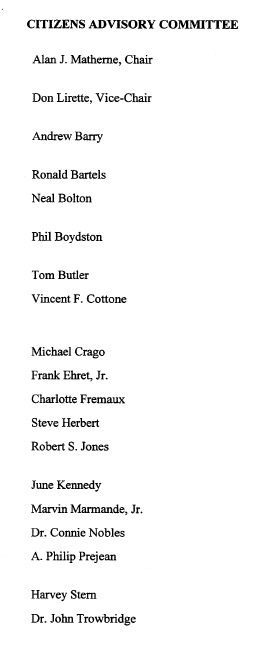 CITIZENS ADVISORY COMMITTEE
Alan J. Matherne, Chair
Don Lirette, Vice-Chair
Andrew Barry
Ronald Bartels
Neal Bolton
Phil Boydston
Tom Butler
Vincent F. Cottone
Michael Crago
Frank Ehret, Jr.
Charlotte Fremaux
Steve Herbert
Robert S. Jones
June Kennedy
Marvin Marmande, Jr.
Dr. Connie Nobles
A. Philip Prejean
Harvey Stern
Dr. John Trowbridge